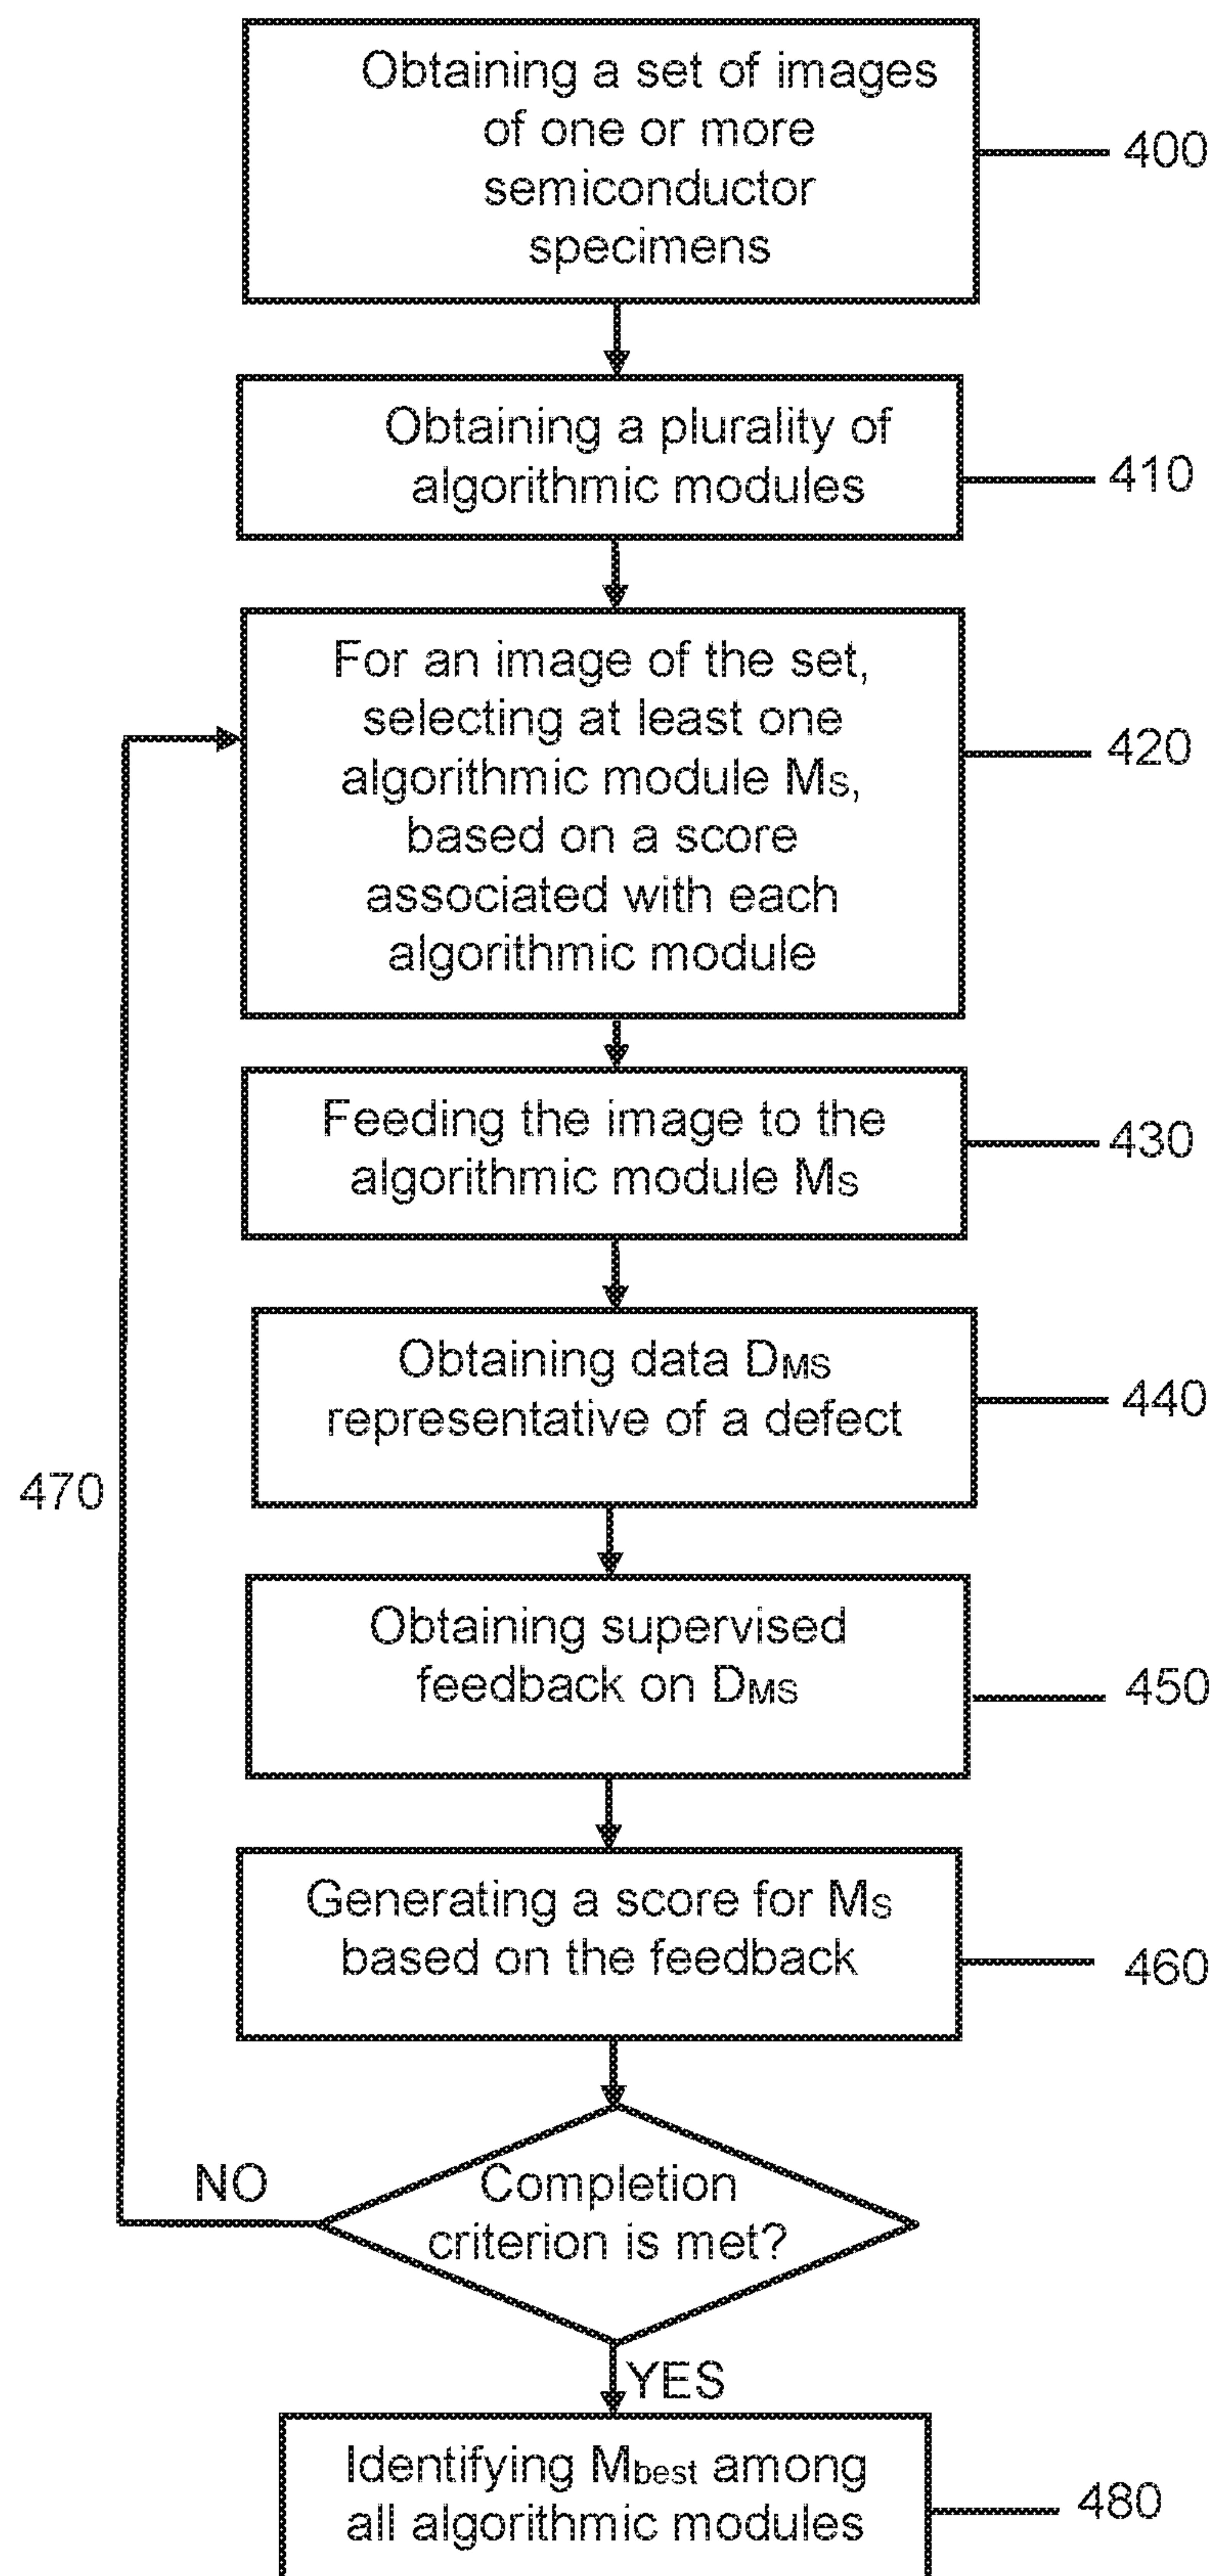 Obtaining a set of images
of one or more
semiconductor
specimens
400
Obtaining a plurality of
algorithmic modules
410
For an image of the set,
selecting at least one
algorithmic module MS,
based on a score
associated with each
algorithmic module
420
Feeding the image to the
algorithmic module MS
430
Obtaining data DMS
representative of a defect
440
470
Obtaining supervised
feedback on DMS
450
Generating a score for MS
based on the feedback
460
NO
Completion
criterion is met?
YES
Identifying Mbest among
all algorithmic modules
480